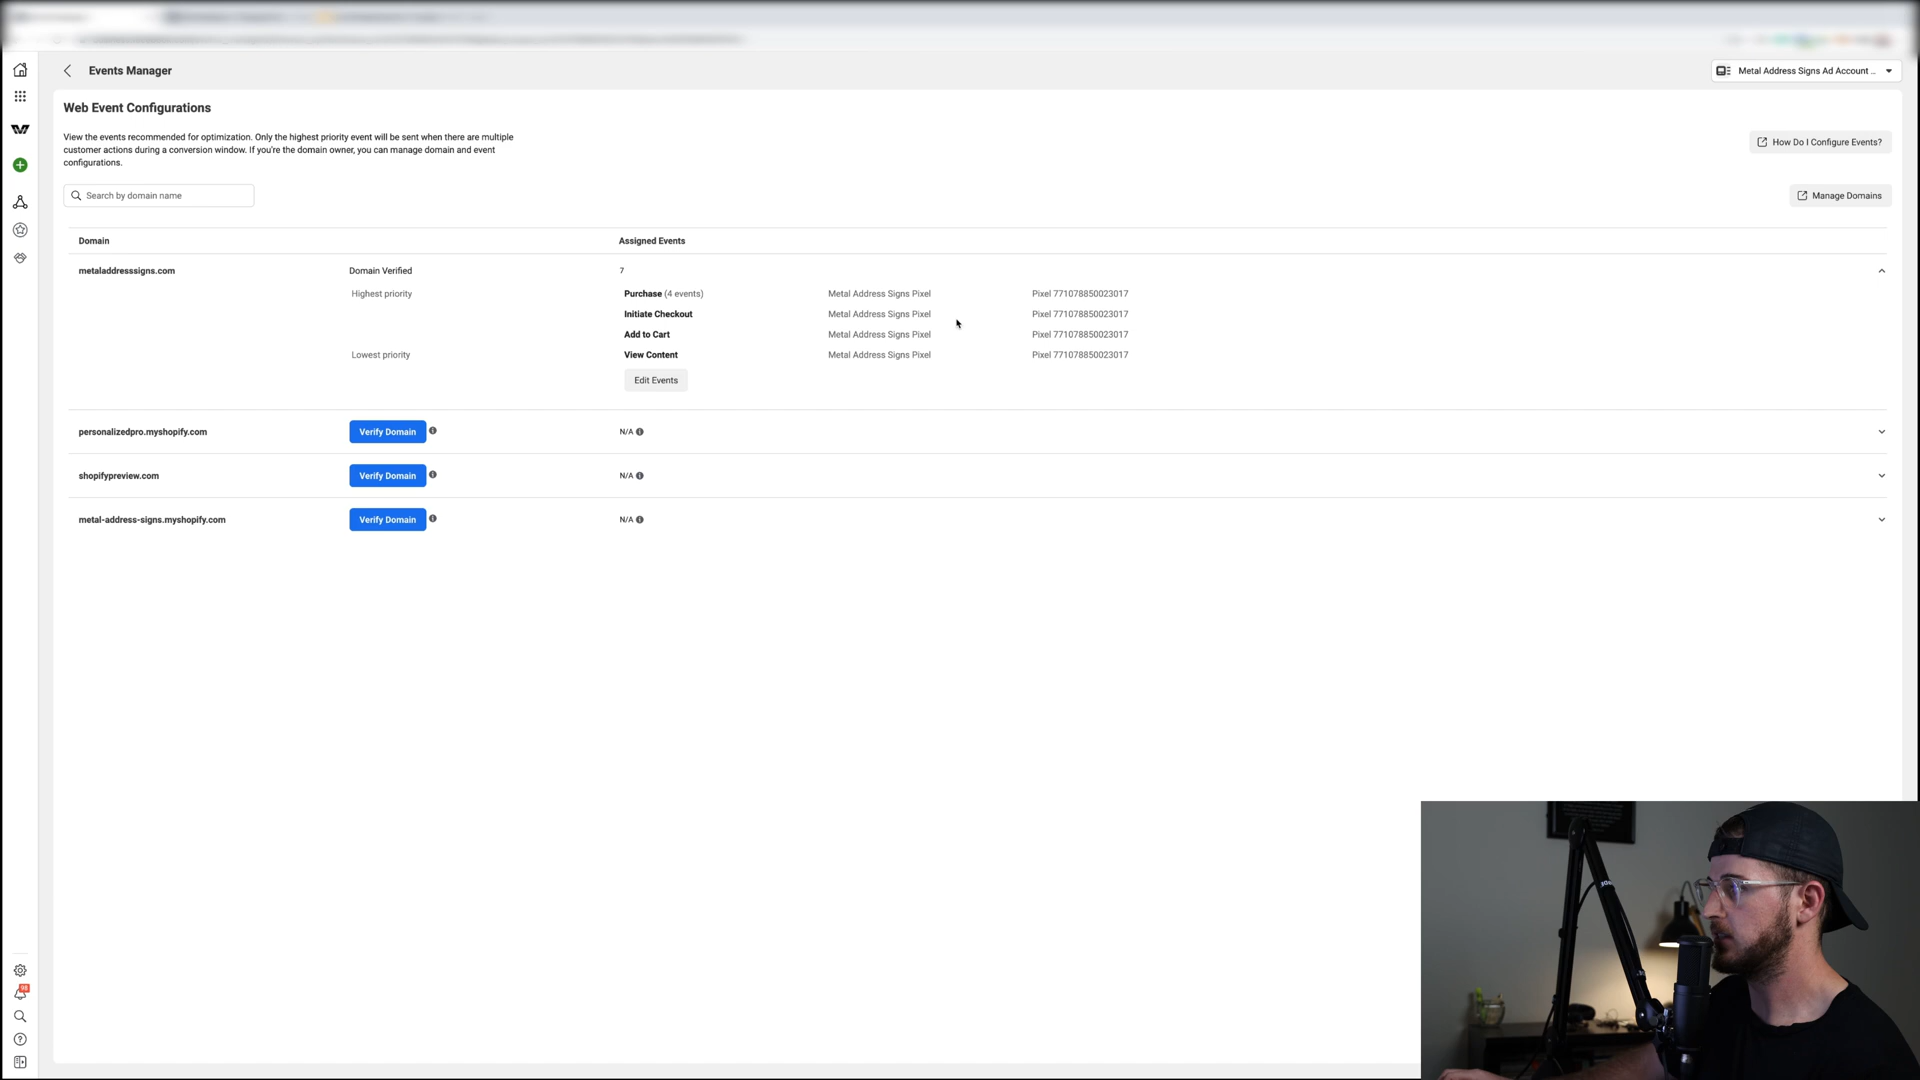 Events Manager
Metal Address Signs Ad Account ...
Web Event Configurations
View the events recommended for optimization. Only the highest priority event will be sent when there are multiple
customer actions during a conversion window. If you're the domain owner, you can manage domain and event
configurations.
How Do I Configure Events?
Search by domain name
Manage Domains
Domain Assigned Events
metaladdresssigns.com Domain Verified 7
Highest priority Purchase (4 events) Metal Address Signs Pixel Pixel 771078850023017
Initiate Checkout Metal Address Signs Pixel Pixel 771078850023017
Add to Cart Metal Address Signs Pixel Pixel 771078850023017
Lowest priority View Content Metal Address Signs Pixel Pixel 771078850023017
Edit Events
personalizedpro.myshopify.com Verify Domain N/A
shopifypreview.com Verify Domain N/A
metal-address-signs.myshopify.com Verify Domain N/A
98